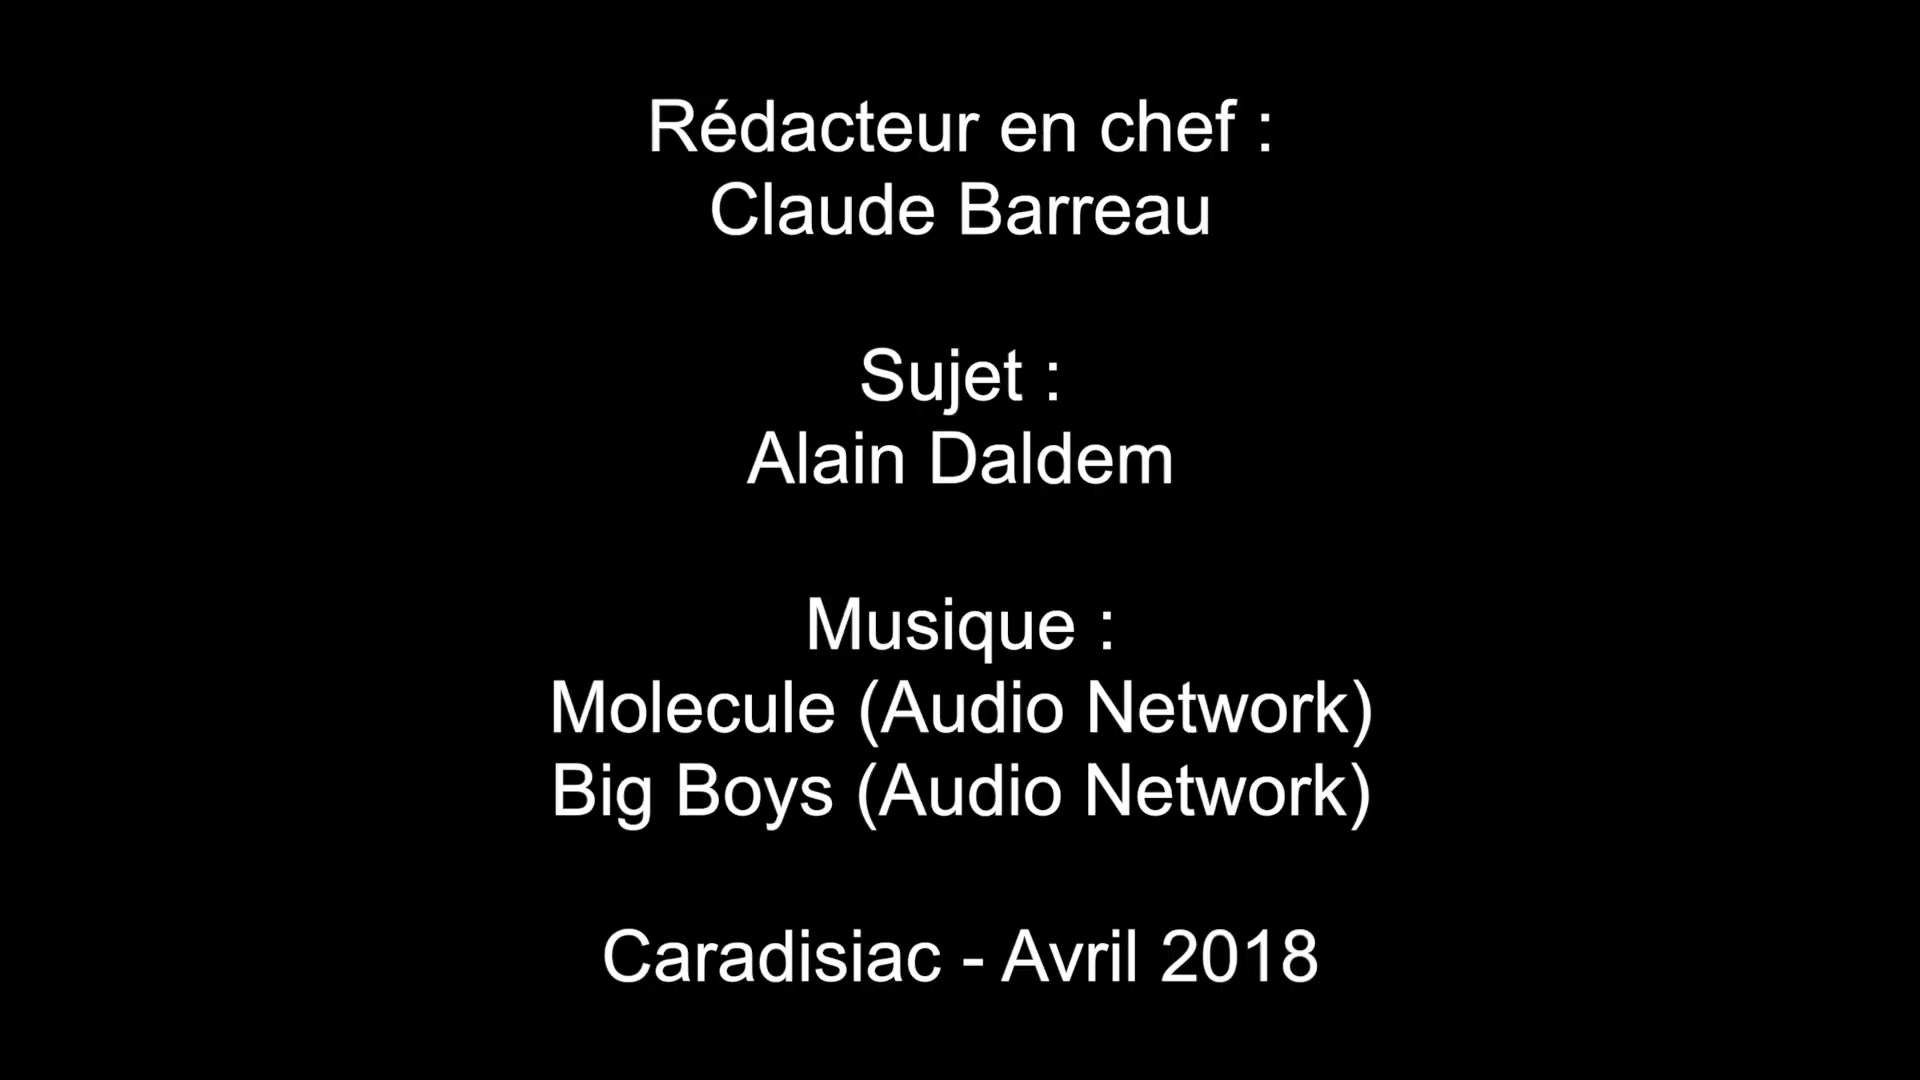 Rédacteur en chef :
Claude Barreau
Sujet :
Alain Daldem
Musique :
Molecule (Audio Network)
Big Boys (Audio Network)
Caradisiac - Avril 2018